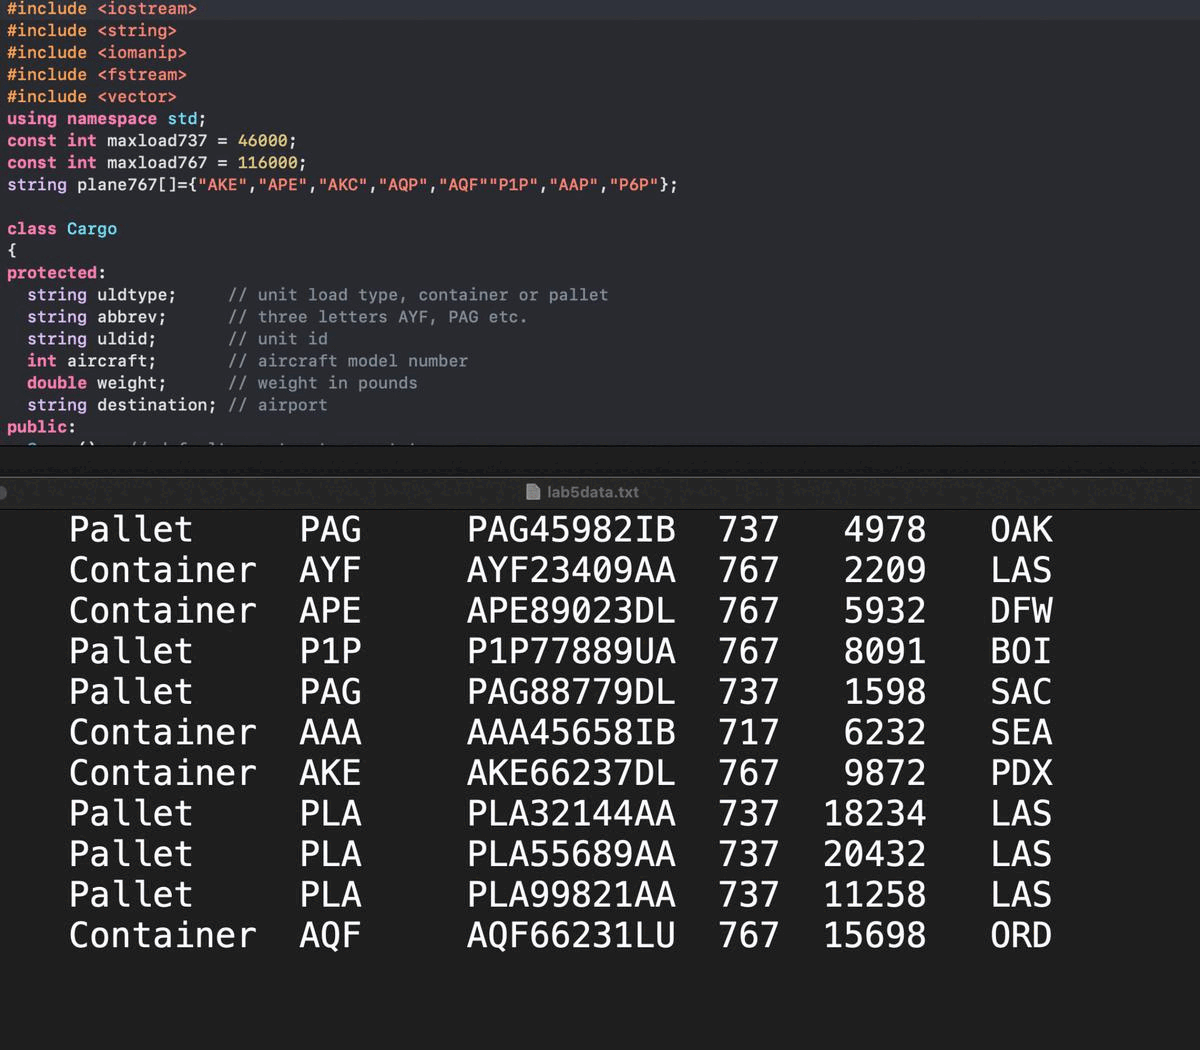 #include <iostream>
#include <string>
#include <iomanip>
#include <fstream>
#include <vector>
using namespace std;
const int maxload737 = 46000;
const int maxload767 = 116000;
string plane767[]={"AKE","APE","AKC","AQP","AQF""P1P","AAP","P6P"};
class Cargo
{
protected:
string uldtype; // unit load type, container or pallet
string abbrev; // three letters AYF, PAG etc.
string uldid; // unit id
int aircraft; // aircraft model number
double weight; // weight in pounds
string destination; // airport
public:
lab5data.txt
Pallet PAG PAG45982IB 737 4978 OAK
Container AYF AYF23409AA 767 2209 LAS
Container APE APE89023DL 767 5932 DFW
Pallet P1P P1P77889UA 767 8091 BOI
Pallet PAG PAG88779DL 737 1598 SAC
Container AAA AAA45658IB 717 6232 SEA
Container AKE AKE66237DL 767 9872 PDX
Pallet PLA PLA32144AA 737 18234 LAS
Pallet PLA PLA55689AA 737 20432 LAS
Pallet PLA PLA99821AA 737 11258 LAS
Container AQF AQF66231LU 767 15698 ORD